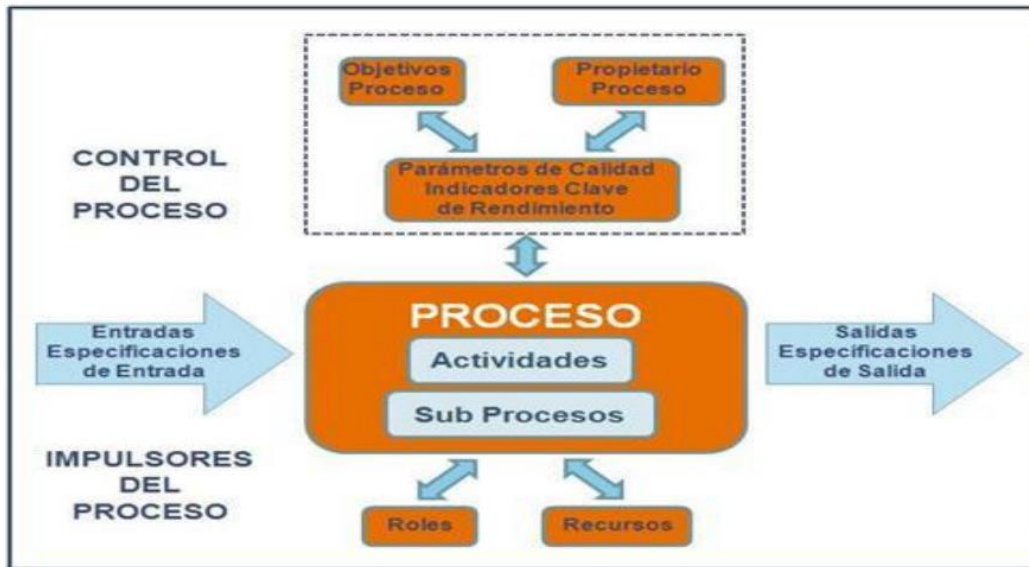 Objetivos
Proceso
Propietario
Proceso
CONTROL
DEL
PROCESO
Parámetros de Calidad
Indicadores Clave
de Rendimiento
PROCESO
Entradas
Especificaciones
de Entrada
Actividades
Sub Procesos
Salidas
Especificaciones
de Salida
IMPULSORES
DEL
PROCESO
Roles
Recursos